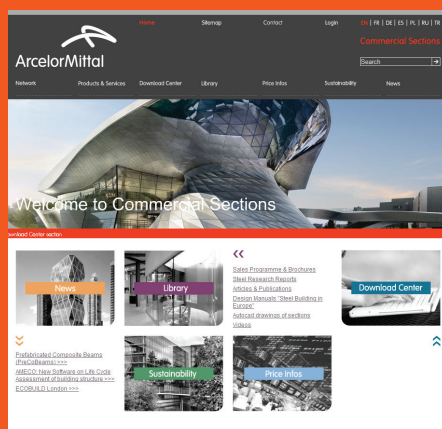 Home Sitemap Contact Login EN | FR | DE | ES | PL | RU | TR
Commercial Sections
ArcelorMittal
Search
Network Products & Services Download Center Library Price Infos Sustainability News
Welcome to Commercial Sections
ownload Center section
News
Library
Sales Programme & Brochures
Steel Research Reports
Articles & Publications
Design Manuals "Steel Building in
Europe"
Autocad drawings of sections
Videos
Download Center
Prefabricated Composite Beams
(PreCoBeams) >>>
AMECO: New Software on Life Cycle
Assessment of building structure >>>
ECOBUILD London >>>
Sustainability
Price Infos